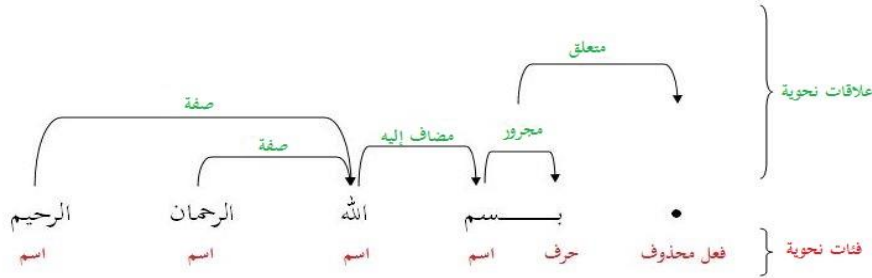 متعلق
علاقات نحوية
صفة
مجرور
مضاف إليه
صفة
• بـــسم الله الرحمان الرحيم
فئات نحوية فعل محذوف حرف اسم اسم اسم اسم